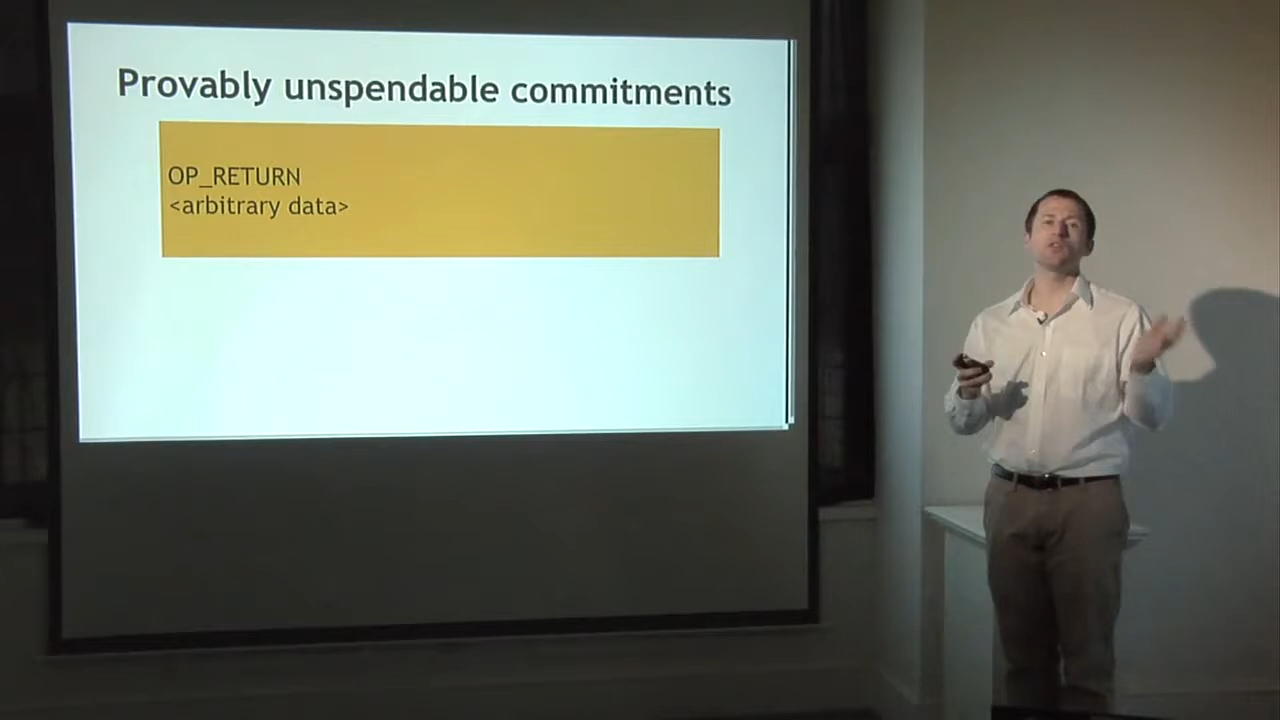 Provably unspendable commitments
OP_RETURN
<arbitrary data>